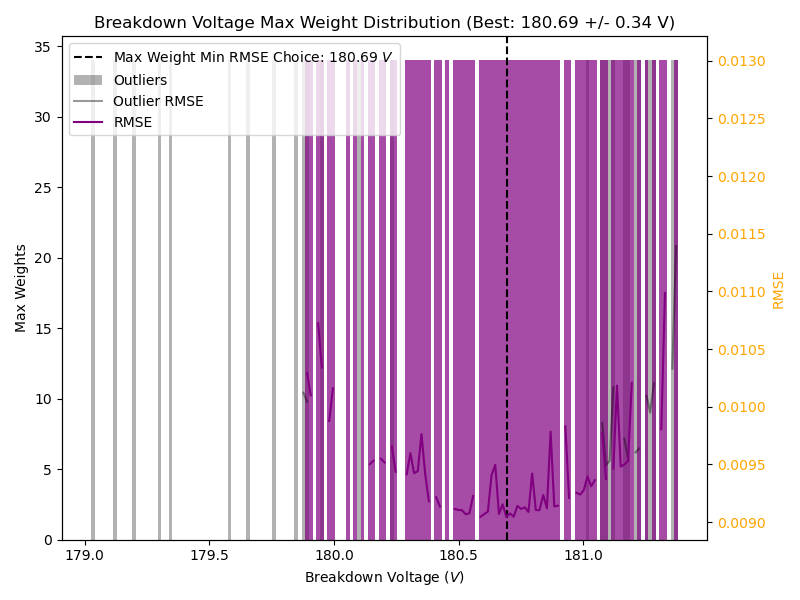 Breakdown Voltage Max Weight Distribution (Best: 180.69 +/- 0.34 V)
Max Weight Min RMSE Choice: 180.69 V
Outliers
Outlier RMSE
RMSE
Max Weights
35
30
25
20
15
10
5
0
0.0130
0.0125
0.0120
0.0115
0.0110
0.0105
0.0100
0.0095
0.0090
RMSE
179.0 179.5 180.0 180.5 181.0
Breakdown Voltage (V)